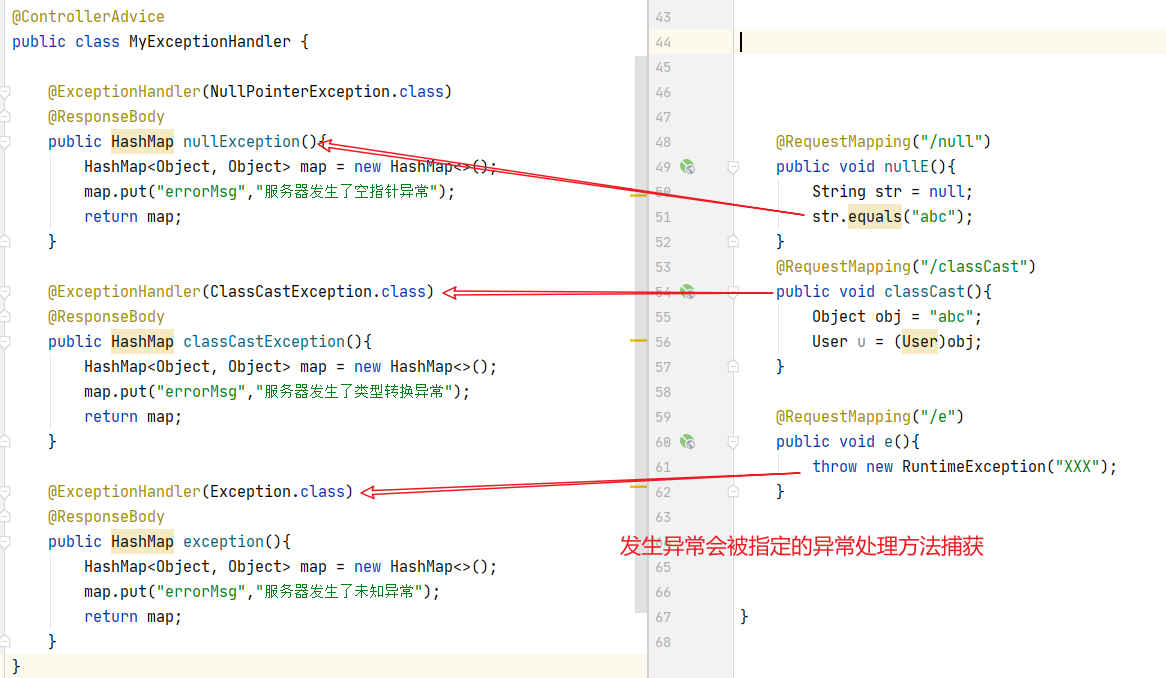 @ControllerAdvice
public class MyExceptionHandler {
@ExceptionHandler(NullPointerException.class)
@ResponseBody
public HashMap nullException(){
HashMap<Object, Object> map = new HashMap<>();
map.put("errorMsg","服务器发生了空指针异常");
return map;
}
@ExceptionHandler(ClassCastException.class)
@ResponseBody
public HashMap classCastException(){
HashMap<Object, Object> map = new HashMap<>();
map.put("errorMsg","服务器发生了类型转换异常");
return map;
}
@ExceptionHandler(Exception.class)
@ResponseBody
public HashMap exception(){
HashMap<Object, Object> map = new HashMap<>();
map.put("errorMsg","服务器发生了未知异常");
return map;
}
}
43
44
45
46
47
48 @RequestMapping("/null")
49 public void nullE(){
50 String str = null;
51 str.equals("abc");
52 }
53 @RequestMapping("/classCast")
54 public void classCast(){
55 Object obj = "abc";
56 User u = (User)obj;
57 }
58
59 @RequestMapping("/e")
60 public void e(){
61 throw new RuntimeException("XXX");
62 }
63
64
发生异常会被指定的异常处理方法捕获
65
66
67 }
68